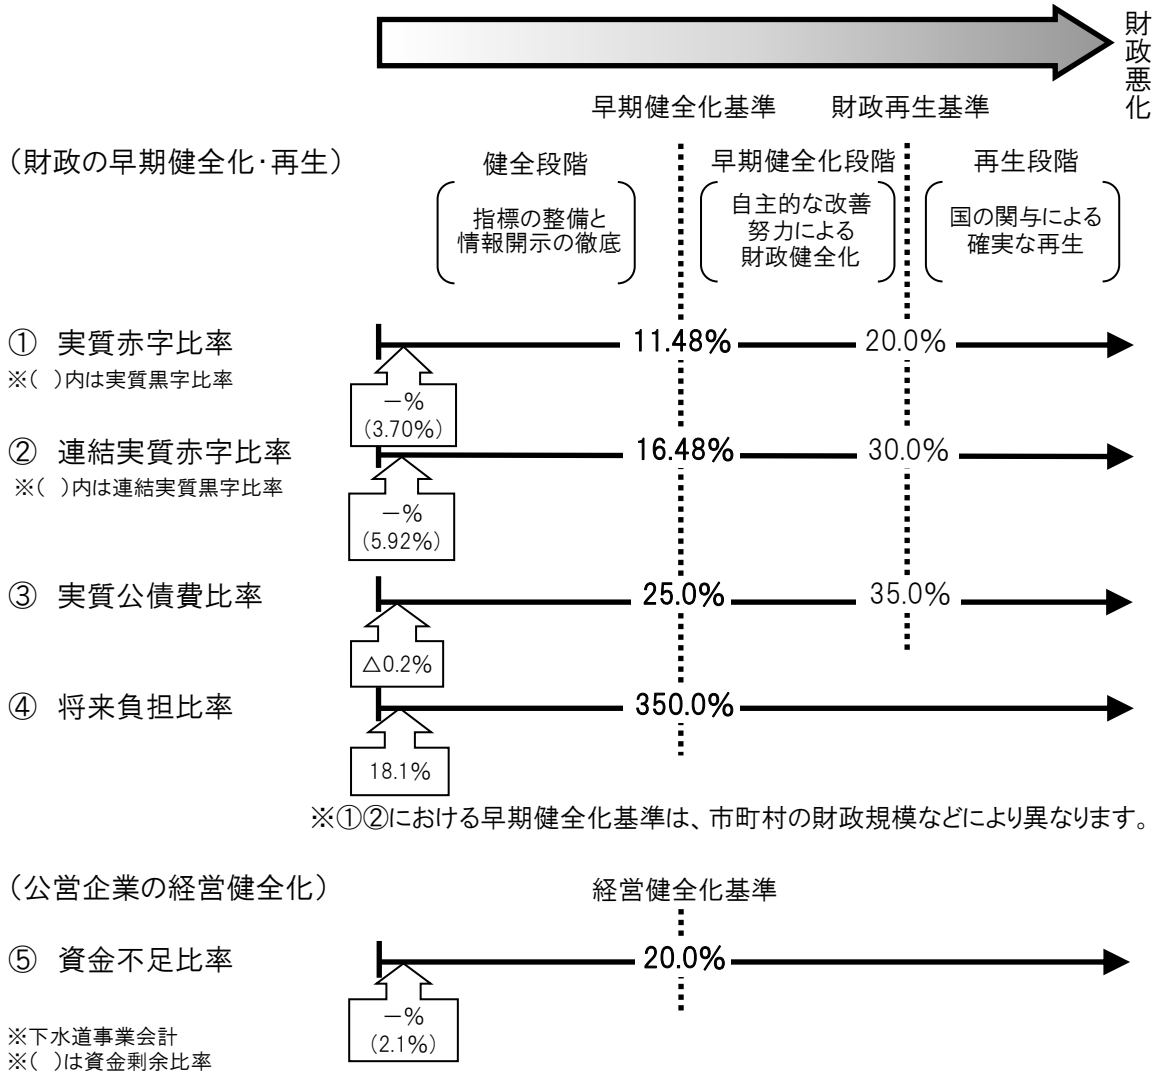 財政悪化
早期健全化基準 財政再生基準
（財政の早期健全化・再生）
健全段階 早期健全化段階 再生段階
指標の整備と
情報開示の徹底
自主的な改善
努力による
財政健全化
国の関与による
確実な再生
① 実質赤字比率
11.48% 20.0%
※( )内は実質黒字比率
－%
(3.70%)
② 連結実質赤字比率
16.48% 30.0%
※( )内は連結実質黒字比率
－%
(5.92%)
③ 実質公債費比率
25.0% 35.0%
△0.2%
④ 将来負担比率
350.0%
18.1%
※①②における早期健全化基準は、市町村の財政規模などにより異なります。
（公営企業の経営健全化）
経営健全化基準
⑤ 資金不足比率
20.0%
－%
(2.1%)
※下水道事業会計
※( )は資金剰余比率